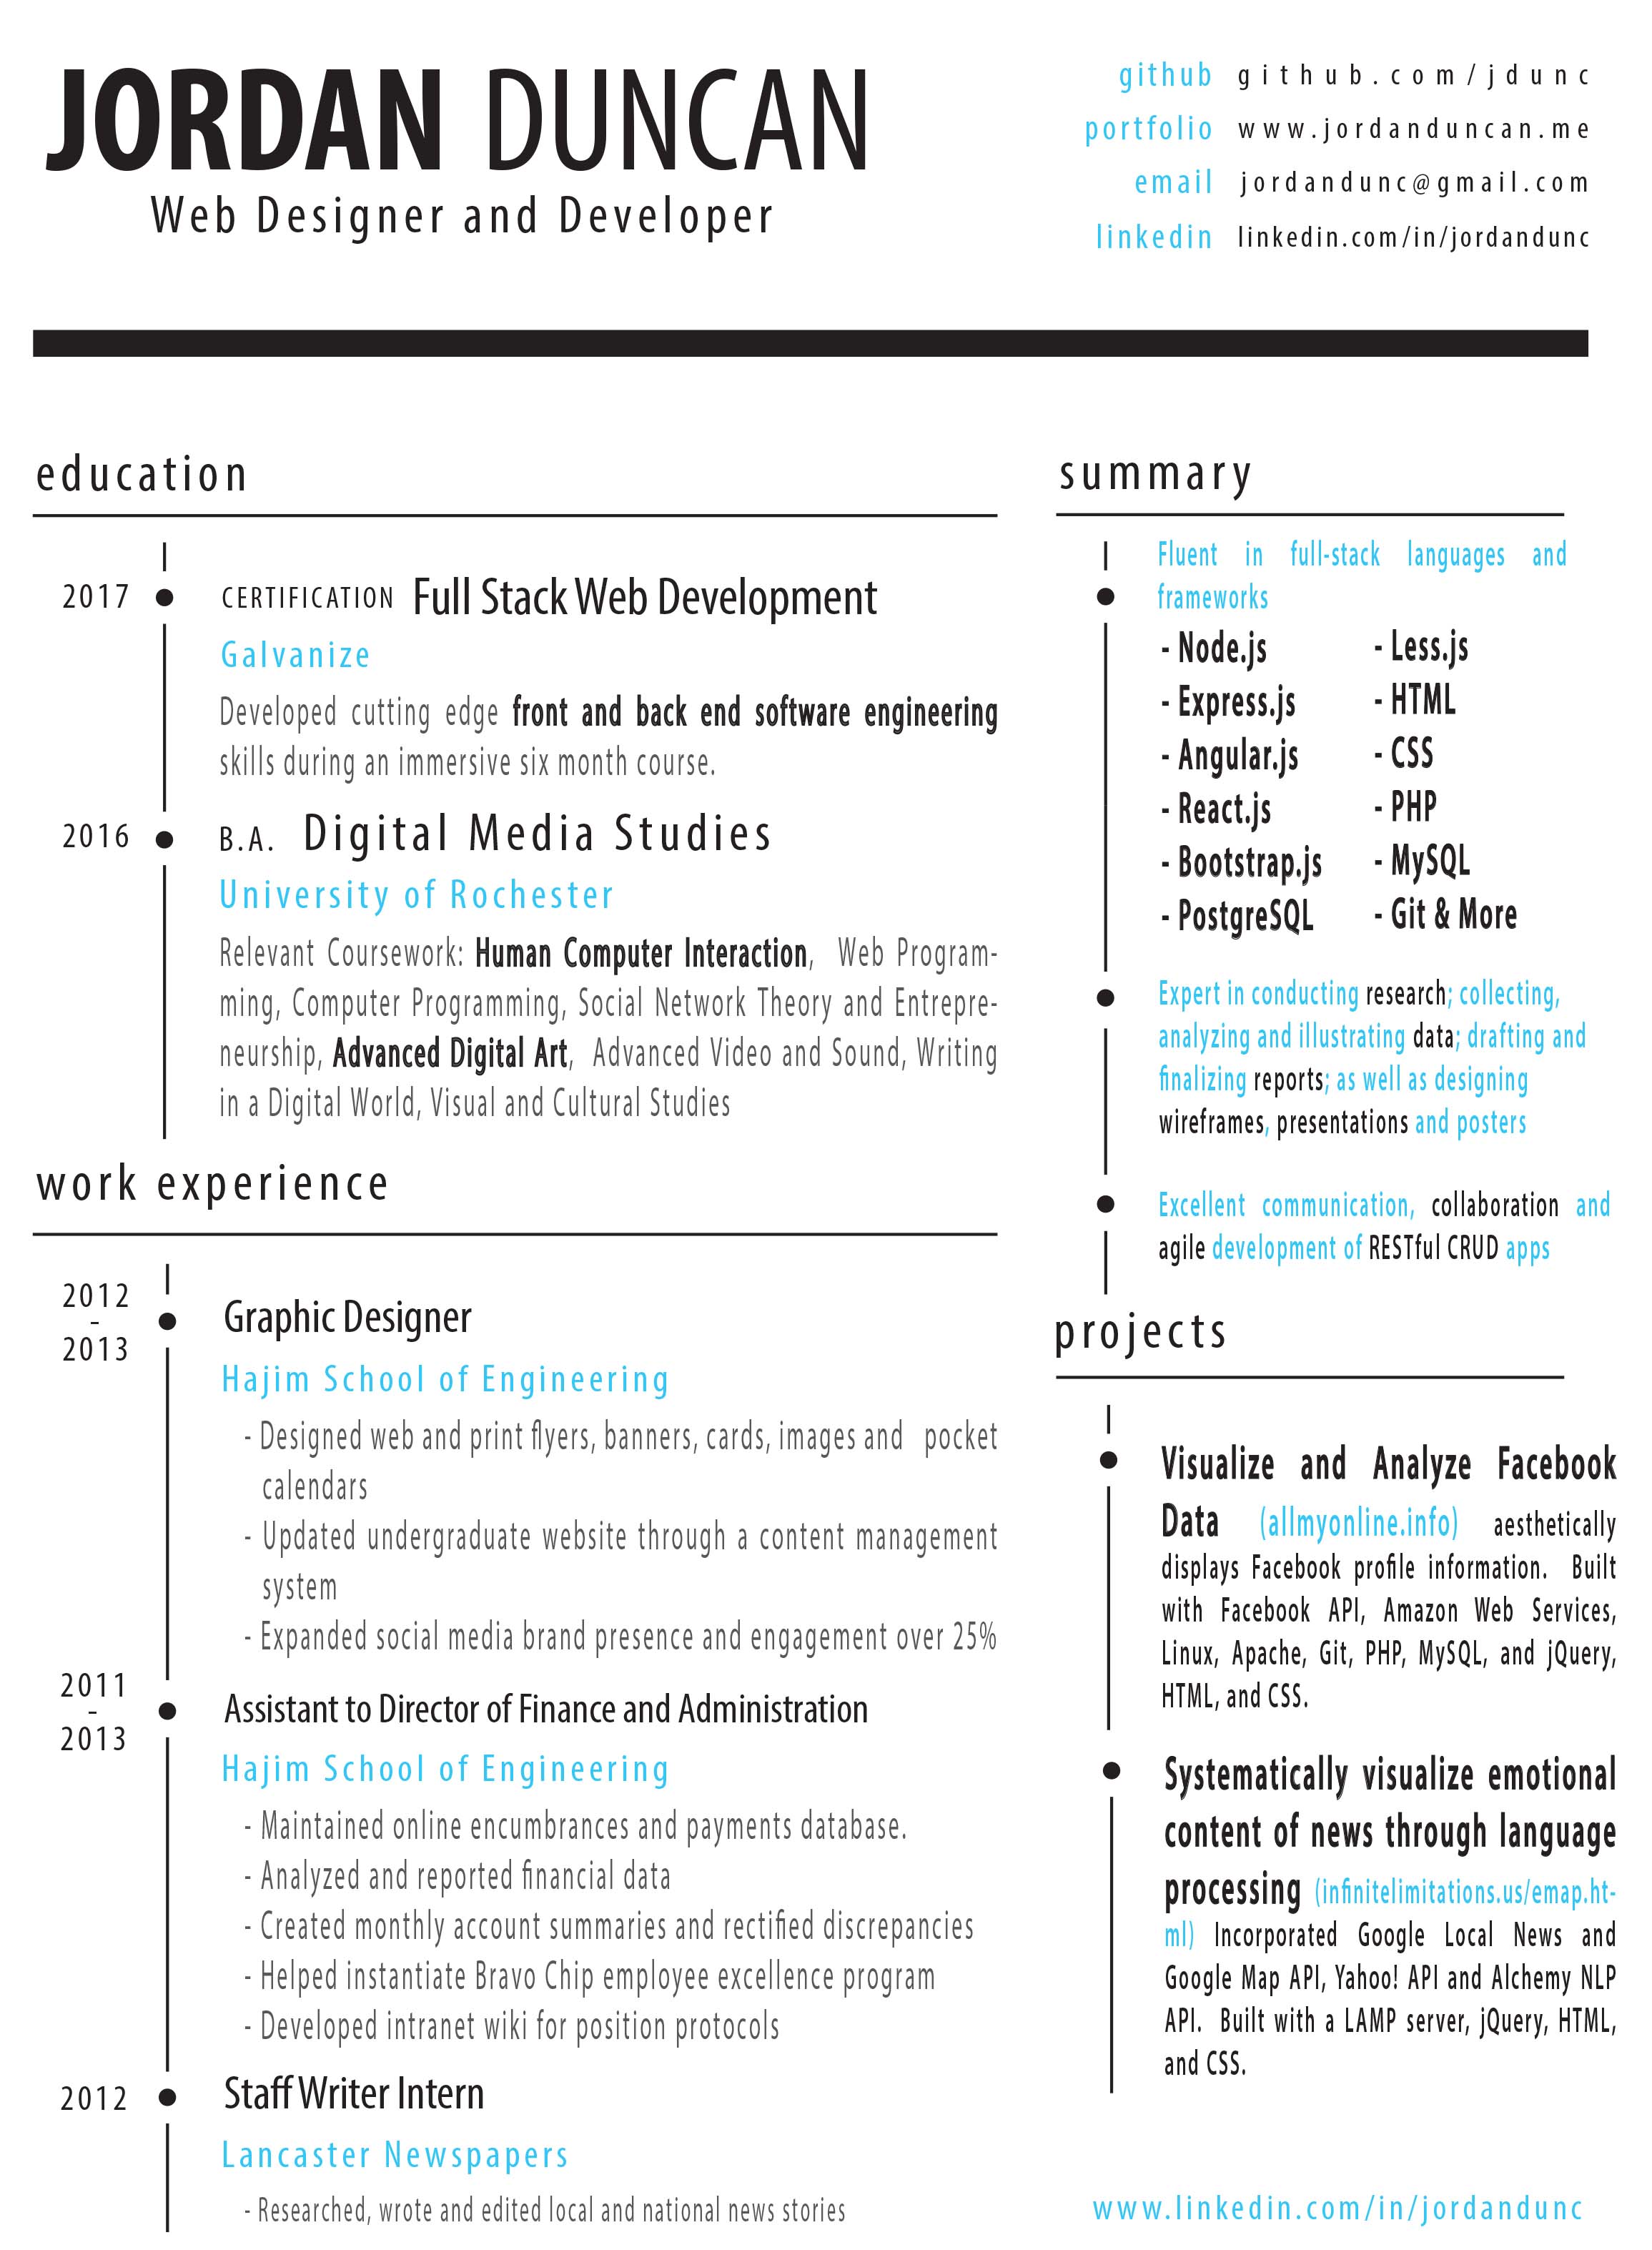 JORDAN DUNCAN
Web Designer and Developer
github github.com/jdunc
portfolio www.jordanduncan.me
email jordandunc@gmail.com
linkedin linkedin.com/in/jordandunc
education
2017 CERTIFICATION Full Stack Web Development
Galvanize
Developed cutting edge front and back end software engineering
skills during an immersive six month course.
2016 B.A. Digital Media Studies
University of Rochester
Relevant Coursework: Human Computer Interaction, Web Program-
ming, Computer Programming, Social Network Theory and Entrepre-
neurship, Advanced Digital Art, Advanced Video and Sound, Writing
in a Digital World, Visual and Cultural Studies
work experience
2012
-
2013
Graphic Designer
Hajim School of Engineering
- Designed web and print flyers, banners, cards, images and pocket
calendars
- Updated undergraduate website through a content management
system
- Expanded social media brand presence and engagement over 25%
2011
-
2013
Assistant to Director of Finance and Administration
Hajim School of Engineering
- Maintained online encumbrances and payments database.
- Analyzed and reported financial data
- Created monthly account summaries and rectified discrepancies
- Helped instantiate Bravo Chip employee excellence program
- Developed intranet wiki for position protocols
2012 Staff Writer Intern
Lancaster Newspapers
- Researched, wrote and edited local and national news stories
summary
Fluent in full-stack languages and
frameworks
- Node.js - Less.js
- Express.js - HTML
- Angular.js - CSS
- React.js - PHP
- Bootstrap.js - MySQL
- PostgreSQL - Git & More
Expert in conducting research; collecting,
analyzing and illustrating data; drafting and
finalizing reports; as well as designing
wireframes, presentations and posters
Excellent communication, collaboration and
agile development of RESTful CRUD apps
projects
Visualize and Analyze Facebook
Data (allmyonline.info) aesthetically
displays Facebook profile information. Built
with Facebook API, Amazon Web Services,
Linux, Apache, Git, PHP, MySQL, and jQuery,
HTML, and CSS.
Systematically visualize emotional
content of news through language
processing (infinitelimitations.us/emap.ht-
ml) Incorporated Google Local News and
Google Map API, Yahoo! API and Alchemy NLP
API. Built with a LAMP server, jQuery, HTML,
and CSS.
www.linkedin.com/in/jordandunc